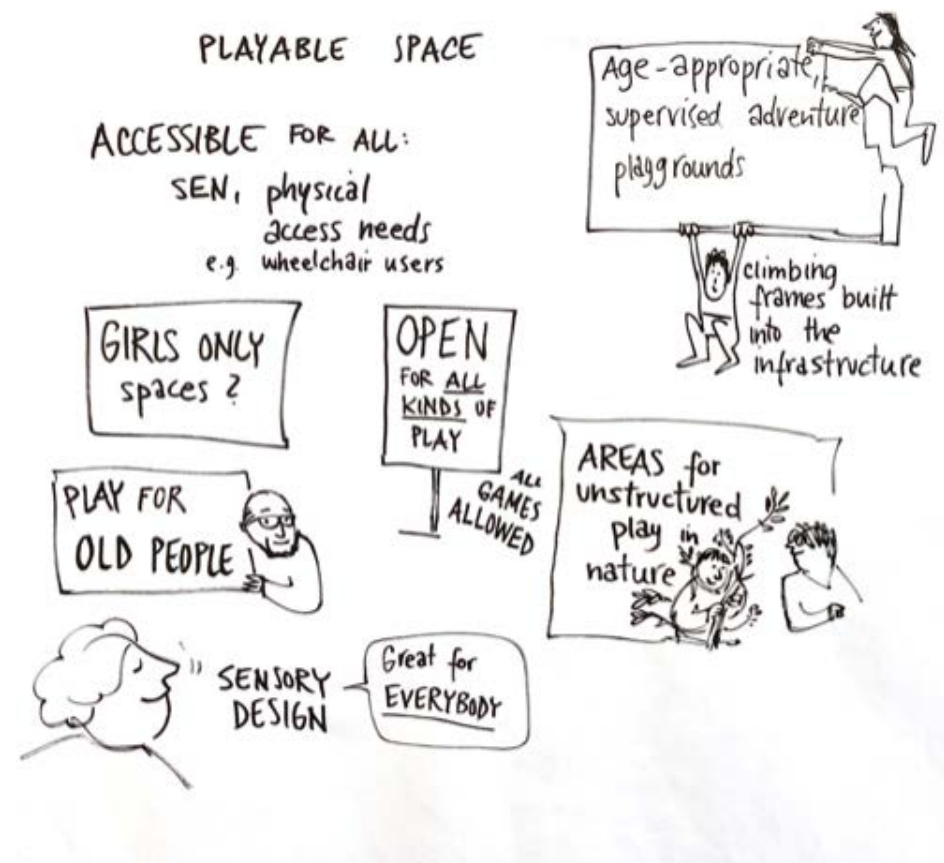 PLAYABLE SPACE
ACCESSIBLE FOR ALL:
SEN, physical
access needs
e.g. wheelchair users
Age-appropriate,
supervised adventure
playgrounds
climbing
frames built
into the
infrastructure
GIRLS ONLY
spaces?
OPEN
FOR ALL
KINDS OF
PLAY
ALL
GAMES
ALLOWED
PLAY FOR
OLD PEOPLE
AREAS for
unstructured
play in
nature
SENSORY
DESIGN
Great for
EVERYBODY